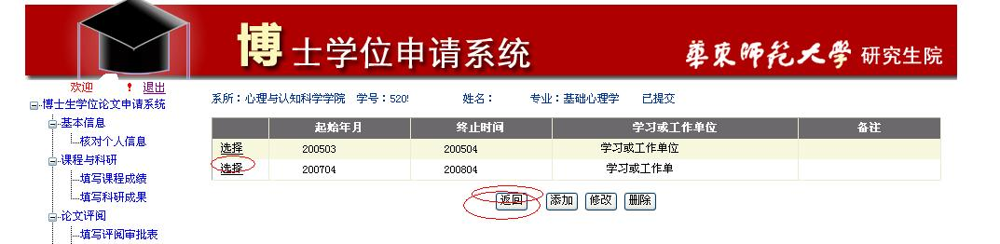 博士学位申请系统
華東師範大學 研究生院
欢迎 ! 退出
系所：心理与认知科学学院 学号：520 姓名： 专业：基础心理学 已提交
博士生学位论文申请系统
基本信息
核对个人信息
课程与科研
填写课程成绩
填写科研成果
论文评阅
填写评阅审批表
起始年月 终止时间 学习或工作单位 备注
选择 200503 200504 学习或工作单位
选择 200704 200804 学习或工作单
返回 添加 修改 删除